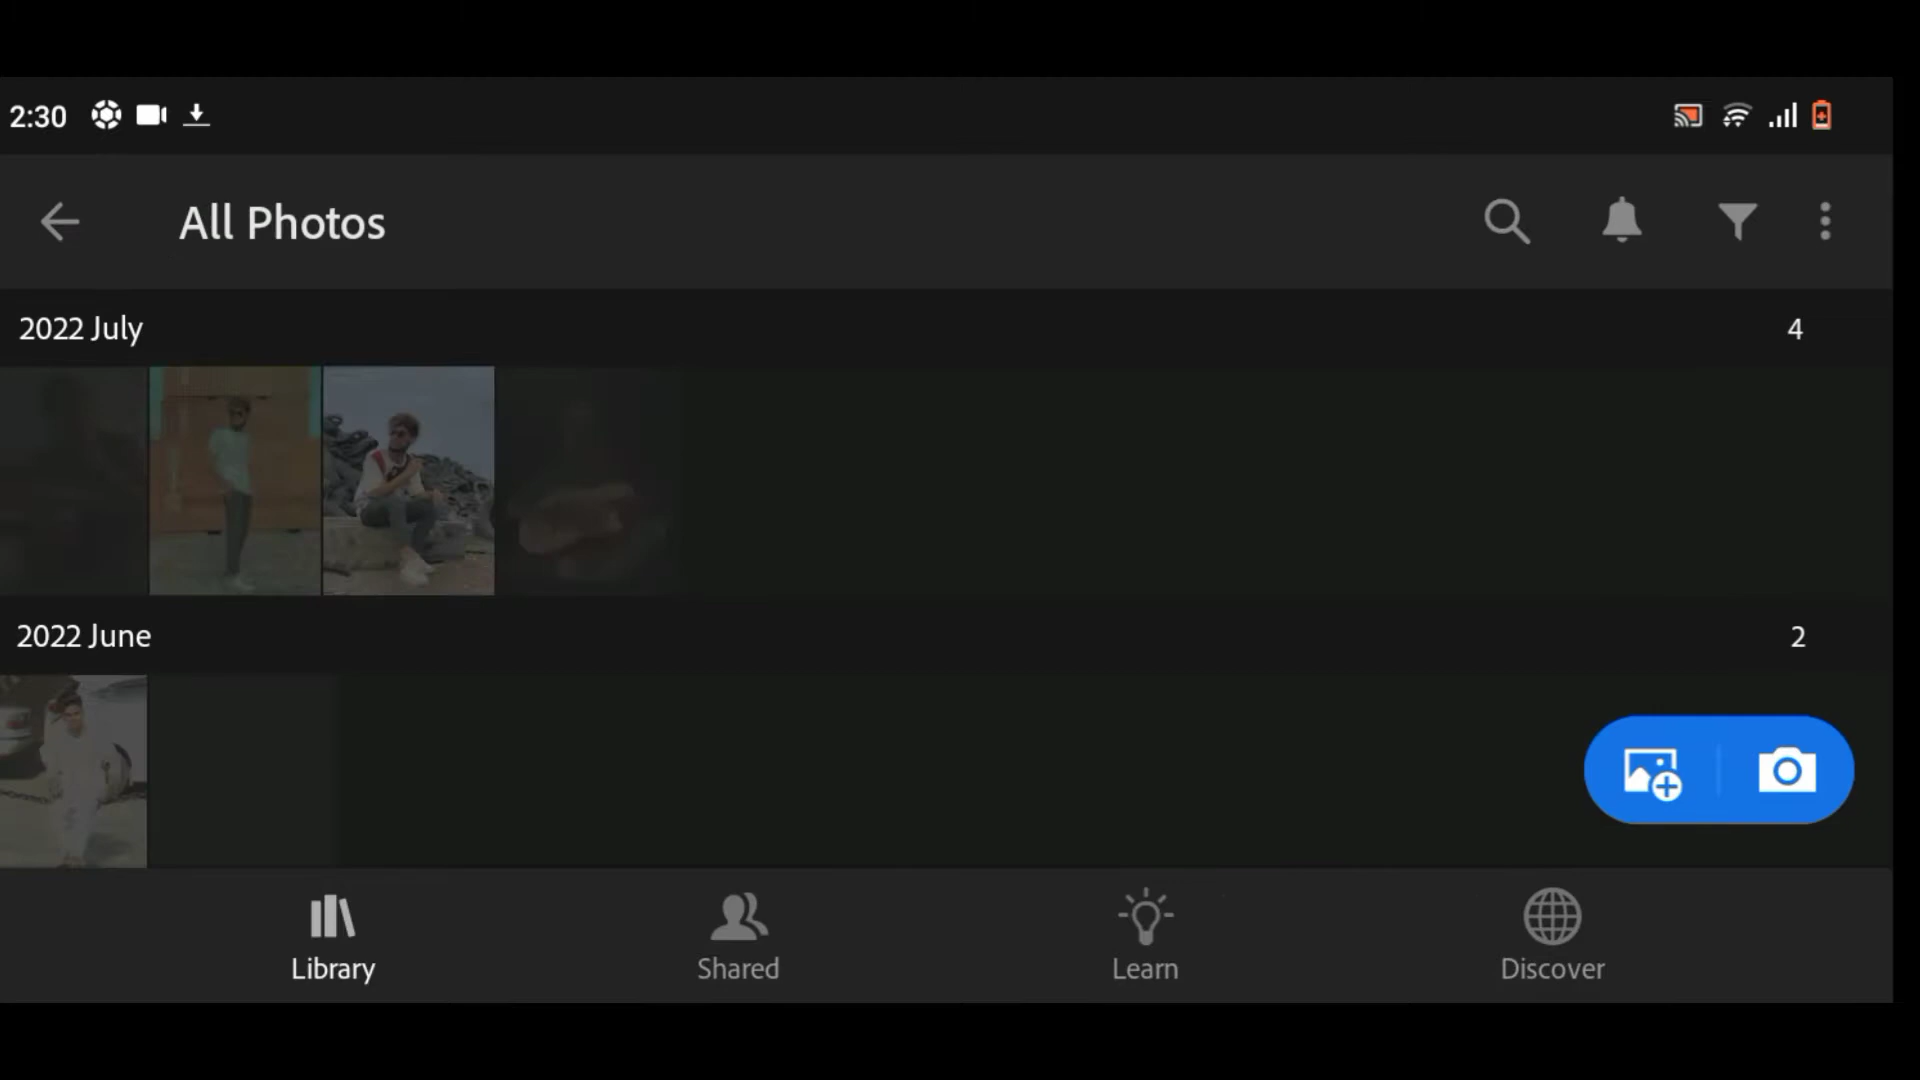 2:30
All Photos
2022 July 4
2022 June 2
Library Shared Learn Discover